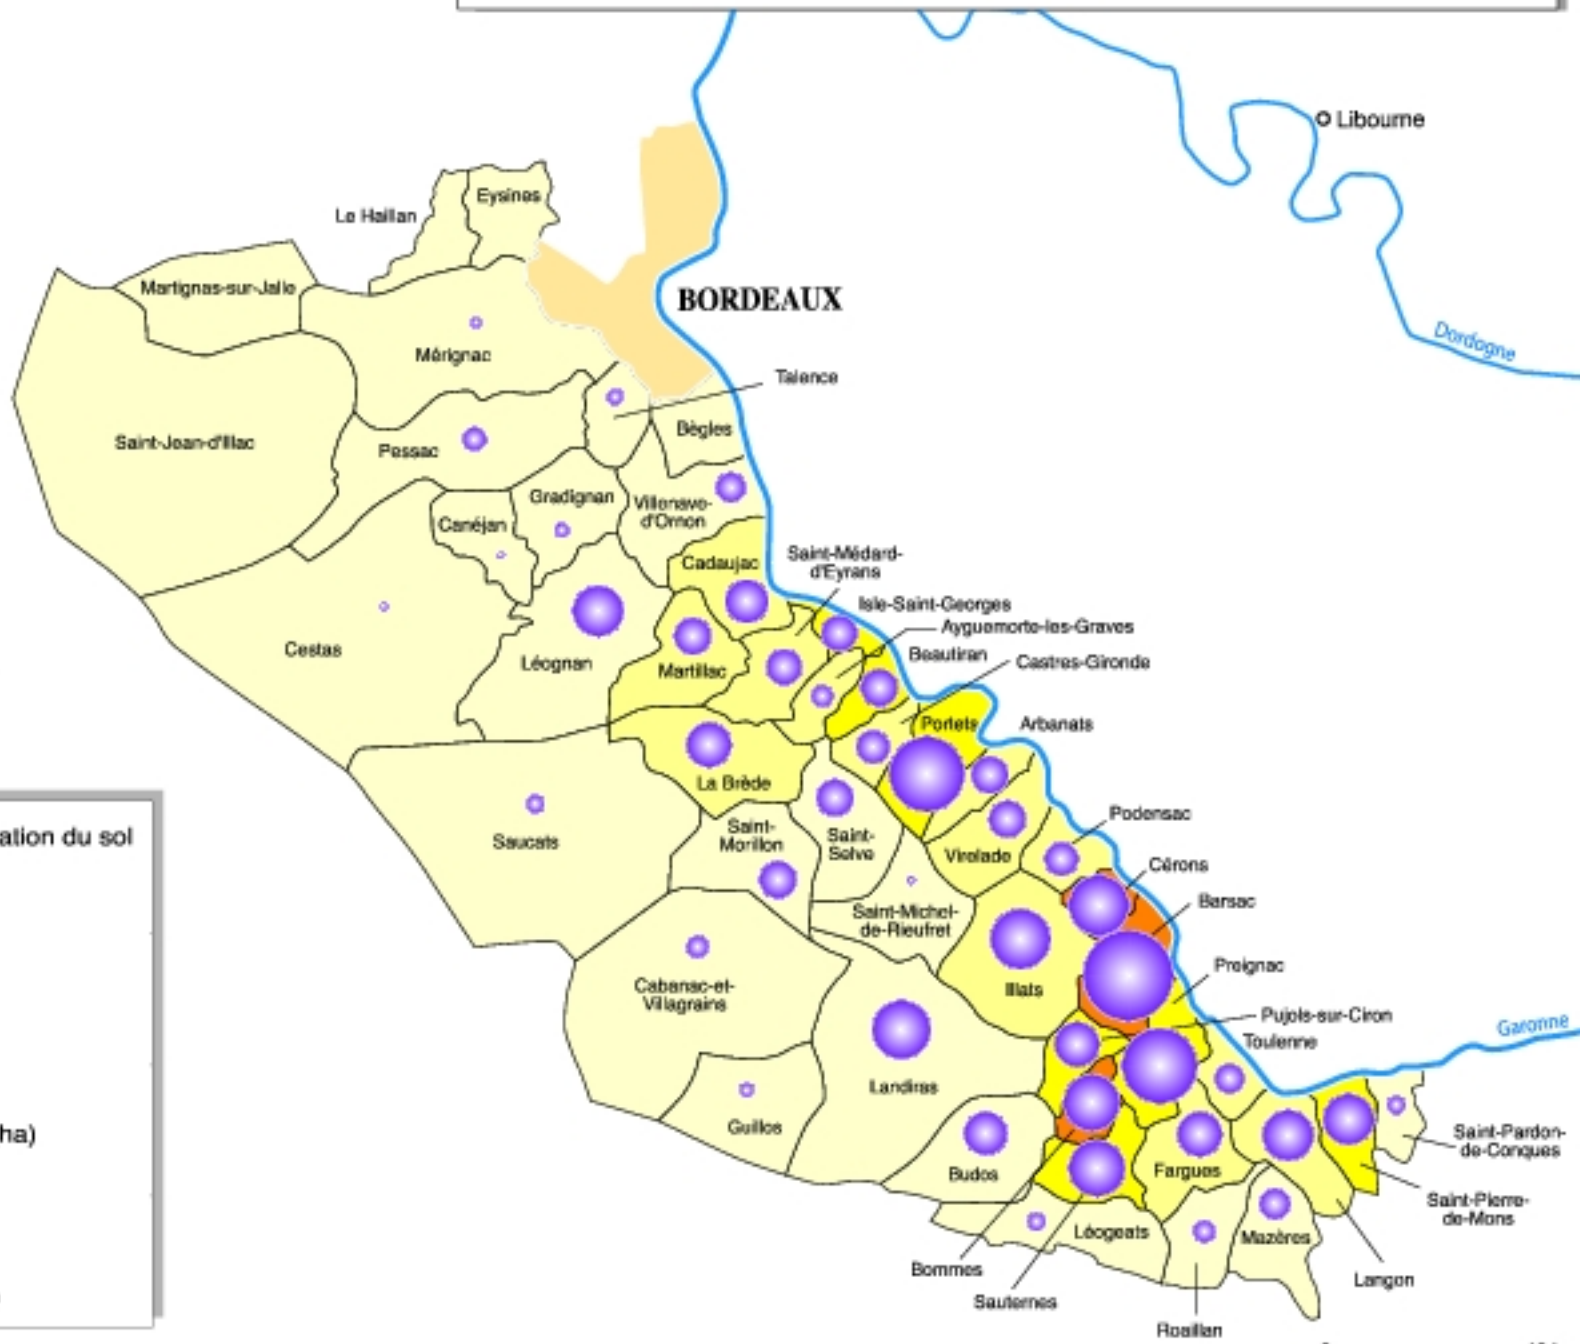 Libourne
Eysines
Le Haillan
Martignas-sur-Jalle
BORDEAUX
Dordogne
Mérignac
Talence
Saint-Jean-d'Illac
Pessac
Bègles
Gradignan
Villenave-
d'Ornon
Canéjan
Cadaujac
Saint-Médard-
d'Eyrans
Isle-Saint-Georges
Ayguemorte-les-Graves
Beautiran
Castres-Gironde
Cestas
Léognan
Martillac
Portets
Arbanats
La Brède
Podensac
ation du sol
Saucats
Saint-
Morillon
Saint-
Selve
Virelade
Cérons
Barsac
Saint-Michel-
de-Rieufret
Preignac
Illats
Cabanac-et-
Villagrains
Pujols-sur-Ciron
Garonne
Toulenne
Landiras
Guillos
ha)
Saint-Pardon-
de-Conques
Budos
Fargues
Saint-Pierre-
de-Mons
Léogeats
Mazères
Bommes
Langon
Sauternes
Roaillan